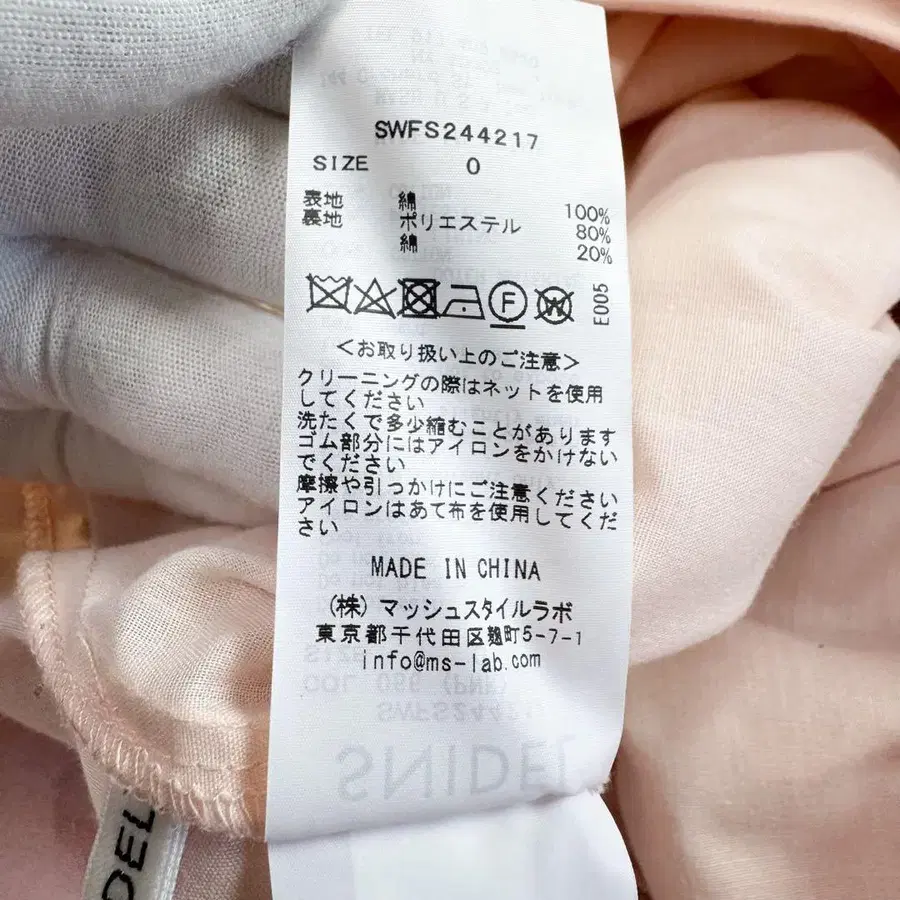 SWFS244217
SIZE 0
表地 綿 100%
裏地 ポリエステル 80%
綿 20%
F W E005
<お取り扱い上のご注意>
クリーニングの際はネットを使用
してください
洗たくで多少縮むことがあります
ゴム部分にはアイロンをかけない
でください
摩擦や引っかけにご注意ください
アイロンはあて布を使用してくだ
さい
MADE IN CHINA
(株) マッシュスタイルラボ
東京都千代田区麹町5-7-1
info@ms-lab.com
COL 066 (PNK)
SWFS244217
SNIDEL
DEL